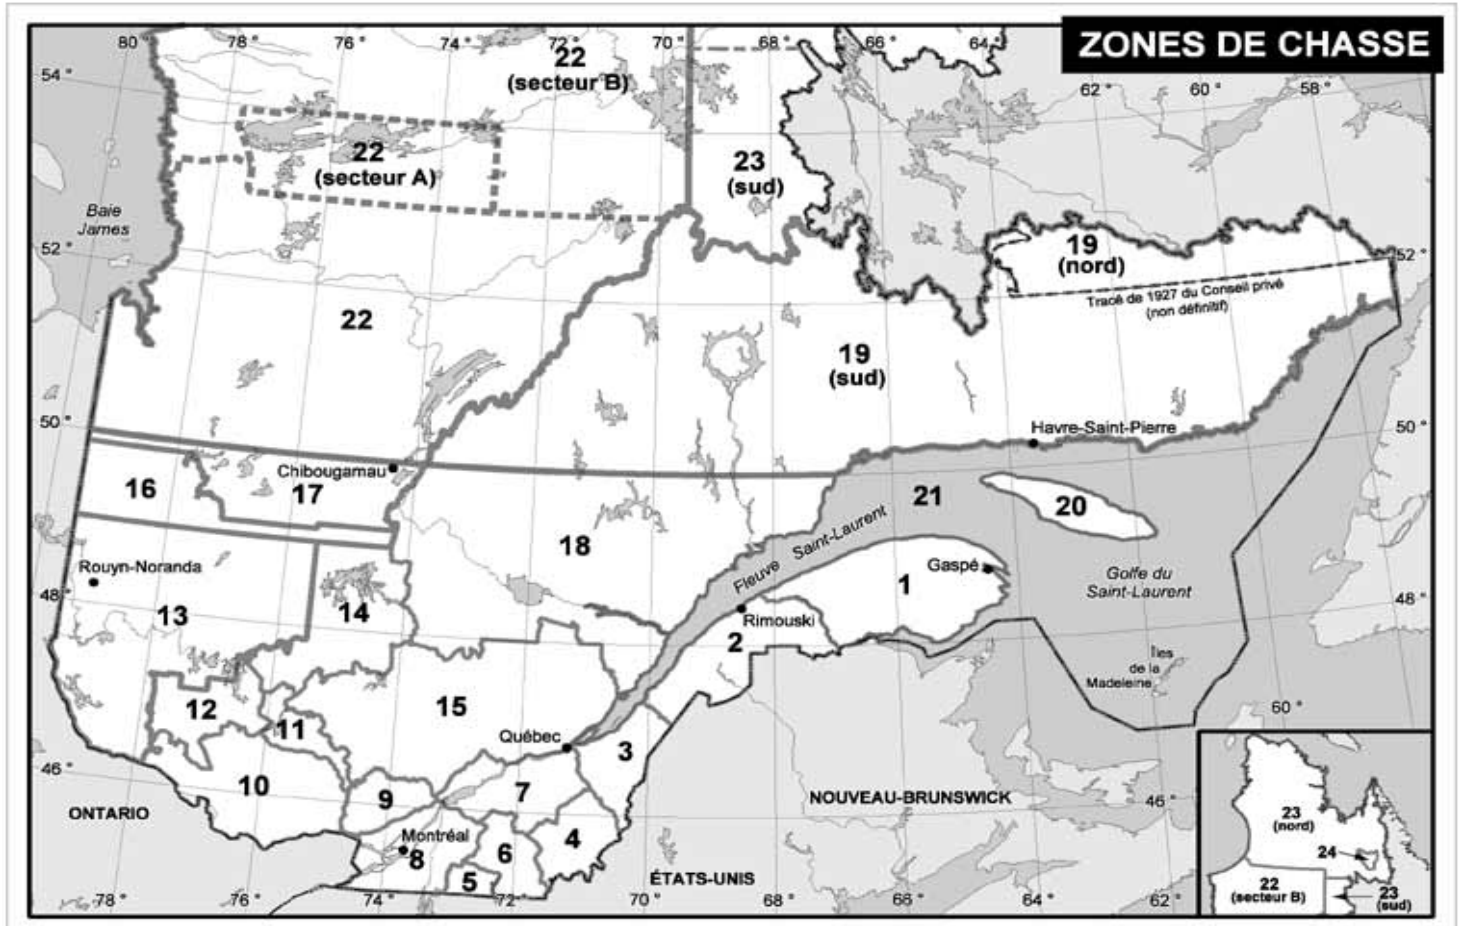 ZONES DE CHASSE
80°
78°
76°
74°
72°
70°
68°
66°
64°
62°
60°
58°
54°
22
(secteur B)
22
(secteur A)
23
(sud)
Baie
James
52°
19
(nord)
52°
Tracé de 1927 du Conseil privé
(non définitif)
22
19
(sud)
50°
Havre-Saint-Pierre
50°
Chibougamau
16
17
21
20
18
Fleuve Saint-Laurent
Rouyn-Noranda
Gaspé
Golfe du
Saint-Laurent
48°
13
14
1
48°
Rimouski
2
Îles
de la
Madeleine
12
11
15
60°
Québec
3
46°
10
9
7
ONTARIO
NOUVEAU-BRUNSWICK
46°
Montréal
8
6
4
5
ÉTATS-UNIS
78°
76°
74°
72°
70°
68°
66°
64°
62°
23
(nord)
24
22
(secteur B)
23
(sud)